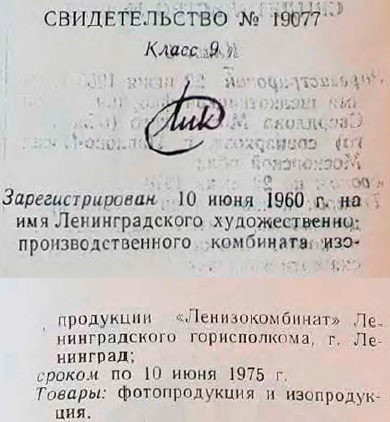 СВИДЕТЕЛЬСТВО № 19077
Класс 9
Лик
Зарегистрирован 10 июня 1960 г. на
имя Ленинградского художественно-
производственного комбината изо-
продукции «Ленизокомбинат» Ле-
нинградского горисполкома, г. Ле-
нинград;
сроком по 10 июня 1975 г.
Товары: фотопродукция и изопродук-
ция.